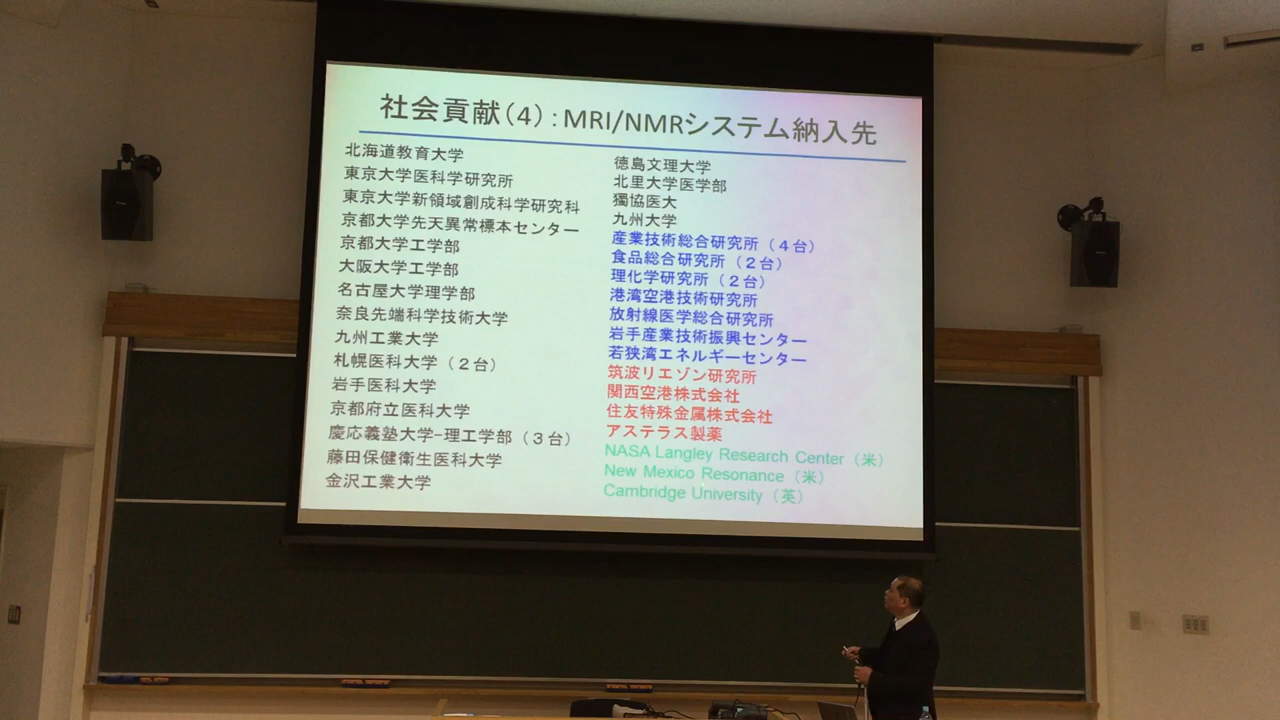 社会貢献(4):MRI/NMRシステム納入先
北海道教育大学
東京大学医科学研究所
東京大学新領域創成科学研究科
京都大学先天異常標本センター
京都大学工学部
大阪大学工学部
名古屋大学理学部
奈良先端科学技術大学
九州工業大学
札幌医科大学(2台)
岩手医科大学
京都府立医科大学
慶応義塾大学-理工学部(3台)
藤田保健衛生医科大学
金沢工業大学
徳島文理大学
北里大学医学部
獨協医大
九州大学
産業技術総合研究所(4台)
食品総合研究所(2台)
理化学研究所(2台)
港湾空港技術研究所
放射線医学総合研究所
岩手産業技術振興センター
若狭湾エネルギーセンター
筑波リエゾン研究所
関西空港株式会社
住友特殊金属株式会社
アステラス製薬
NASA Langley Research Center(米)
New Mexico Resonance(米)
Cambridge University(英)